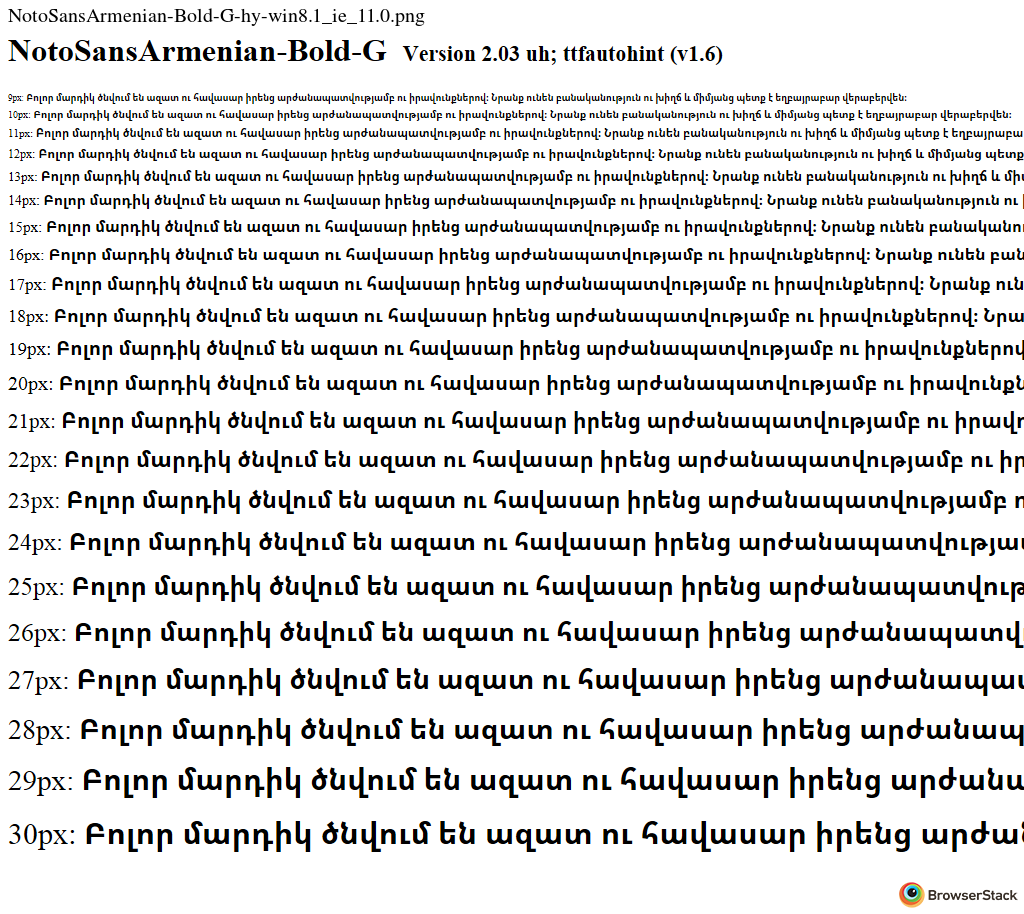 NotoSansArmenian-Bold-G-hy-win8.1_ie_11.0.png
NotoSansArmenian-Bold-G Version 2.03 uh; ttfautohint (v1.6)
9px: Բոլոր մարդիկ ծնվում են ազատ ու հավասար իրենց արժանապատվությամբ ու իրավունքներով։ Նրանք ունեն բանականություն ու խիղճ և միմյանց պետք է եղբայրաբար վերաբերվեն։
10px: Բոլոր մարդիկ ծնվում են ազատ ու հավասար իրենց արժանապատվությամբ ու իրավունքներով։ Նրանք ունեն բանականություն ու խիղճ և միմյանց պետք է եղբայրաբար վերաբերվեն։
11px: Բոլոր մարդիկ ծնվում են ազատ ու հավասար իրենց արժանապատվությամբ ու իրավունքներով։ Նրանք ունեն բանականություն ու խիղճ և միմյանց պետք է եղբայրաբա
12px: Բոլոր մարդիկ ծնվում են ազատ ու հավասար իրենց արժանապատվությամբ ու իրավունքներով։ Նրանք ունեն բանականություն ու խիղճ և միմյանց պետք
13px: Բոլոր մարդիկ ծնվում են ազատ ու հավասար իրենց արժանապատվությամբ ու իրավունքներով։ Նրանք ունեն բանականություն ու խիղճ և մի
14px: Բոլոր մարդիկ ծնվում են ազատ ու հավասար իրենց արժանապատվությամբ ու իրավունքներով։ Նրանք ունեն բանականություն ու
15px: Բոլոր մարդիկ ծնվում են ազատ ու հավասար իրենց արժանապատվությամբ ու իրավունքներով։ Նրանք ունեն բանականո
16px: Բոլոր մարդիկ ծնվում են ազատ ու հավասար իրենց արժանապատվությամբ ու իրավունքներով։ Նրանք ունեն բան
17px: Բոլոր մարդիկ ծնվում են ազատ ու հավասար իրենց արժանապատվությամբ ու իրավունքներով։ Նրանք ուն
18px: Բոլոր մարդիկ ծնվում են ազատ ու հավասար իրենց արժանապատվությամբ ու իրավունքներով։ Նրա
19px: Բոլոր մարդիկ ծնվում են ազատ ու հավասար իրենց արժանապատվությամբ ու իրավունքներով
20px: Բոլոր մարդիկ ծնվում են ազատ ու հավասար իրենց արժանապատվությամբ ու իրավունքն
21px: Բոլոր մարդիկ ծնվում են ազատ ու հավասար իրենց արժանապատվությամբ ու իրավո
22px: Բոլոր մարդիկ ծնվում են ազատ ու հավասար իրենց արժանապատվությամբ ու իր
23px: Բոլոր մարդիկ ծնվում են ազատ ու հավասար իրենց արժանապատվությամբ ո
24px: Բոլոր մարդիկ ծնվում են ազատ ու հավասար իրենց արժանապատվությա
25px: Բոլոր մարդիկ ծնվում են ազատ ու հավասար իրենց արժանապատվութ
26px: Բոլոր մարդիկ ծնվում են ազատ ու հավասար իրենց արժանապատվ
27px: Բոլոր մարդիկ ծնվում են ազատ ու հավասար իրենց արժանապա
28px: Բոլոր մարդիկ ծնվում են ազատ ու հավասար իրենց արժանապ
29px: Բոլոր մարդիկ ծնվում են ազատ ու հավասար իրենց արժանա
30px: Բոլոր մարդիկ ծնվում են ազատ ու հավասար իրենց արժա
BrowserStack